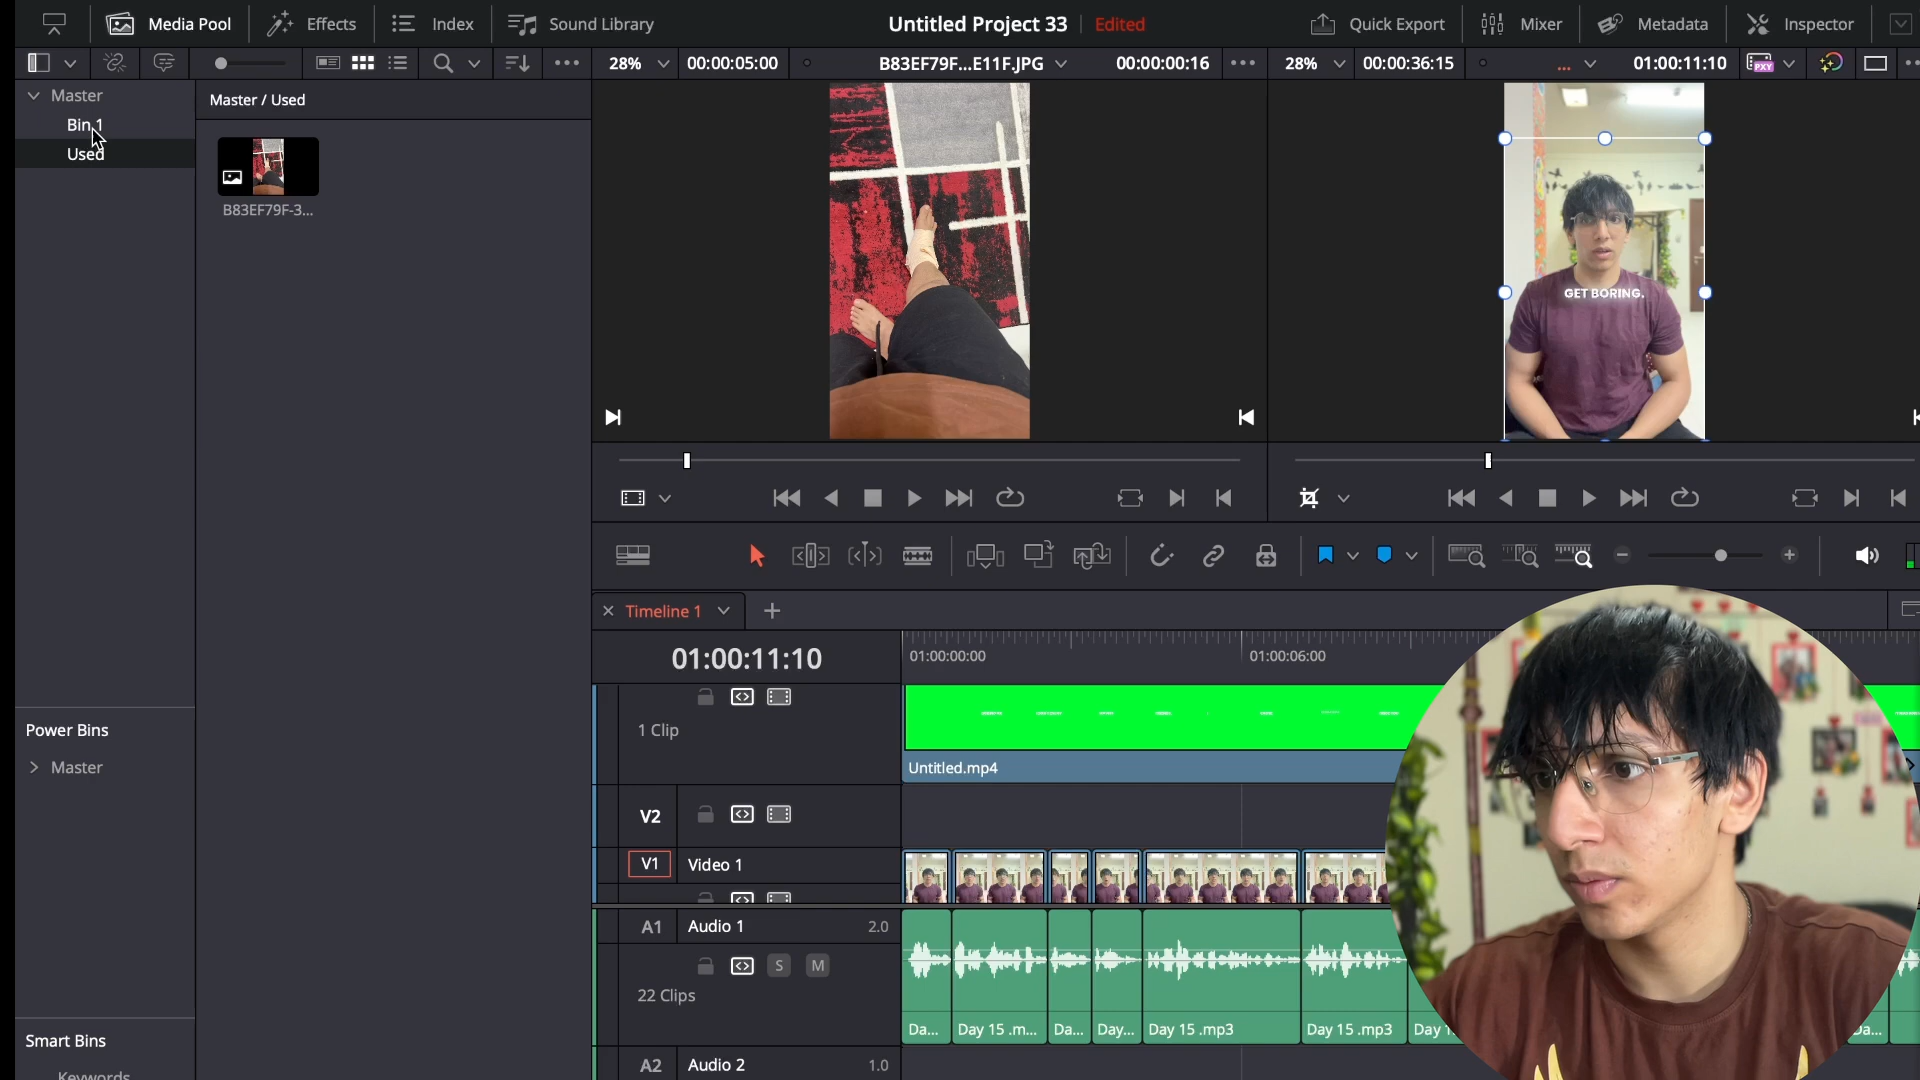 Media Pool
Effects
Index
Sound Library
Untitled Project 33
Edited
Quick Export
Mixer
Metadata
Inspector
28%
00:00:05:00
B83EF79F...E11F.JPG
00:00:00:16
28%
00:00:36:15
...
01:00:11:10
PXY
Master
Bin 1
Used
Master / Used
B83EF79F-3...
GET BORING.
Power Bins
Master
Smart Bins
Keywords
Timeline 1
01:00:11:10
01:00:00:00
01:00:06:00
1 Clip
Untitled.mp4
V2
V1
Video 1
A1
Audio 1
2.0
S
M
22 Clips
Da...
Day 15 .m...
Da...
Day...
Day 15 .mp3
Day 15 .mp3
A2
Audio 2
1.0